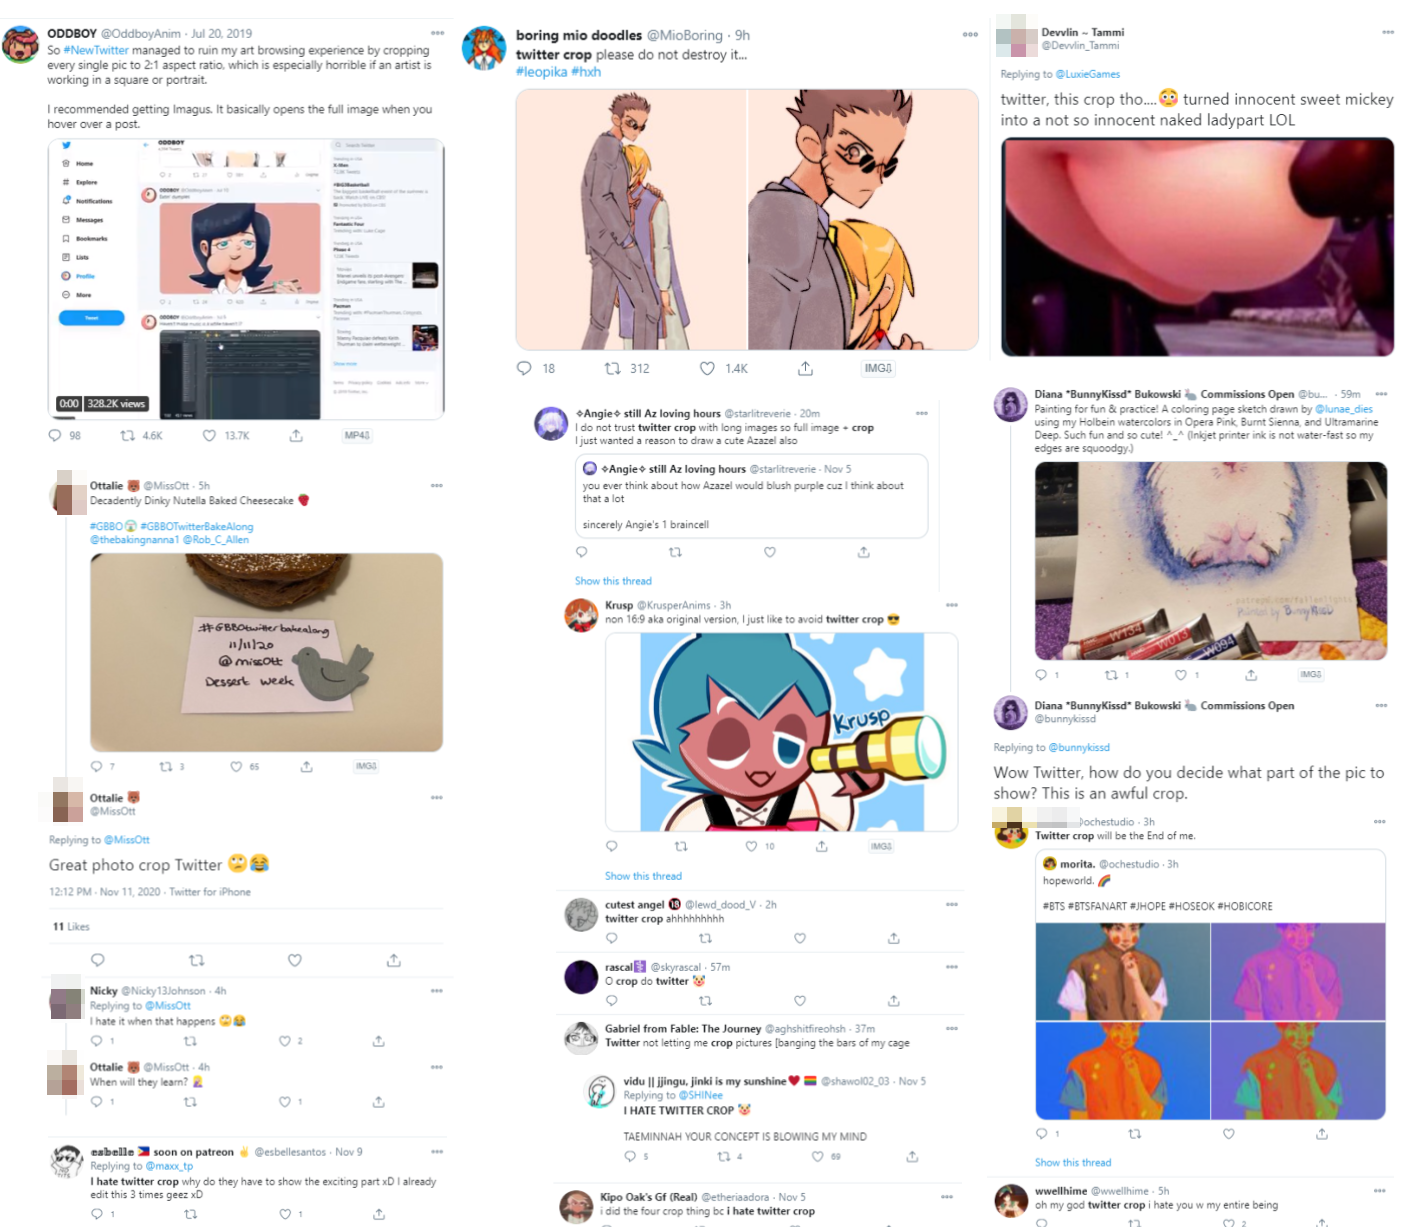 ODDBOY @OddboyAnim · Jul 20, 2019
So #NewTwitter managed to ruin my art browsing experience by cropping
every single pic to 2:1 aspect ratio, which is especially horrible if an artist is
working in a square or portrait.
I recommended getting Imagus. It basically opens the full image when you
hover over a post.
ODDBOY
Home
Explore
Notifications
Messages
Bookmarks
Lists
Profile
More
Tweet
Search Twitter
0:00 328.2K views
98 4.6K 13.7K MP4
Ottalie @MissOtt · 5h
Decadently Dinky Nutella Baked Cheesecake
#GBBO #GBBOTwitterBakeAlong
@thebakingnanna1 @Rob_C_Allen
#GBBOtwitterbakealong
11/11/20
@missOtt
Dessert week
7 3 65 IMG
Ottalie
@MissOtt
Replying to @MissOtt
Great photo crop Twitter
12:12 PM · Nov 11, 2020 · Twitter for iPhone
11 Likes
Nicky @Nicky13Johnson · 4h
Replying to @MissOtt
I hate it when that happens
1 2
Ottalie @MissOtt · 4h
When will they learn?
1 1
esbelle soon on patreon @esbellesantos · Nov 9
Replying to @maxx_tp
I hate twitter crop why do they have to show the exciting part xD I already
edit this 3 times geez xD
1 1
boring mio doodles @MioBoring · 9h
twitter crop please do not destroy it...
#leopika #hxh
18 312 1.4K IMG
✧Angie✧ still Az loving hours @starlitreverie · 20m
I do not trust twitter crop with long images so full image + crop
I just wanted a reason to draw a cute Azazel also
✧Angie✧ still Az loving hours @starlitreverie · Nov 5
you ever think about how Azazel would blush purple cuz I think about
that a lot
sincerely Angie's 1 braincell
Show this thread
Krusp @KrusperAnims · 3h
non 16:9 aka original version, I just like to avoid twitter crop
Krusp
10 IMG
Show this thread
cutest angel @lewd_dood_V · 2h
twitter crop ahhhhhhhhh
rascal @skyrascal · 57m
O crop do twitter
Gabriel from Fable: The Journey @aghshitfireohsh · 37m
Twitter not letting me crop pictures [banging the bars of my cage
vidu || jjingu, jinki is my sunshine @shawol02_03 · Nov 5
Replying to @SHINee
I HATE TWITTER CROP
TAEMINNAH YOUR CONCEPT IS BLOWING MY MIND
5 4 69
Kipo Oak's Gf (Real) @etheriaadora · Nov 5
i did the four crop thing bc i hate twitter crop
Devvlin ~ Tammi
@Devvlin_Tammi
Replying to @LuxieGames
twitter, this crop tho.... turned innocent sweet mickey
into a not so innocent naked ladypart LOL
Diana *BunnyKissd* Bukowski Commissions Open @bu... · 59m
Painting for fun & practice! A coloring page sketch drawn by @lunae_dies
using my Holbein watercolors in Opera Pink, Burnt Sienna, and Ultramarine
Deep. Such fun and so cute! ^_^ (Inkjet printer ink is not water-fast so my
edges are squoodgy.)
Painted by BunnyKissd
W134 W013 W094
1 1 1 IMG
Diana *BunnyKissd* Bukowski Commissions Open
@bunnykissd
Replying to @bunnykissd
Wow Twitter, how do you decide what part of the pic to
show? This is an awful crop.
@ochestudio · 3h
Twitter crop will be the End of me.
morita. @ochestudio · 3h
hopeworld.
#BTS #BTSFANART #JHOPE #HOSEOK #HOBICORE
1
Show this thread
wwellhime @wwellhime · 5h
oh my god twitter crop i hate you w my entire being
2